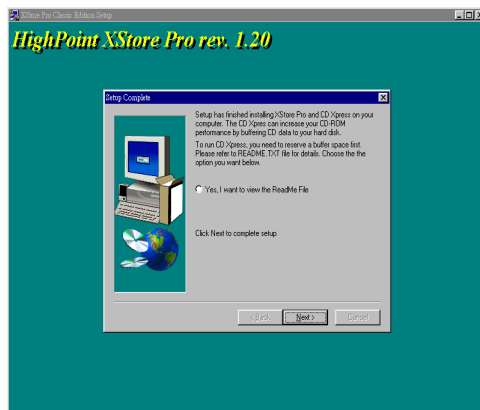 XStore Pro Classic Edition Setup
HighPoint XStore Pro rev. 1.20
Setup Complete
Setup has finished installing XStore Pro and CD Xpress on your
computer. The CD Xpres can increase your CD-ROM
performance by buffering CD data to your hard disk.
To run CD Xpress, you need to reserve a buffer space first.
Please refer to README.TXT file for details. Choose the the
option you want below.
Yes, I want to view the ReadMe File
Click Next to complete setup
< Back
Next >
Cancel